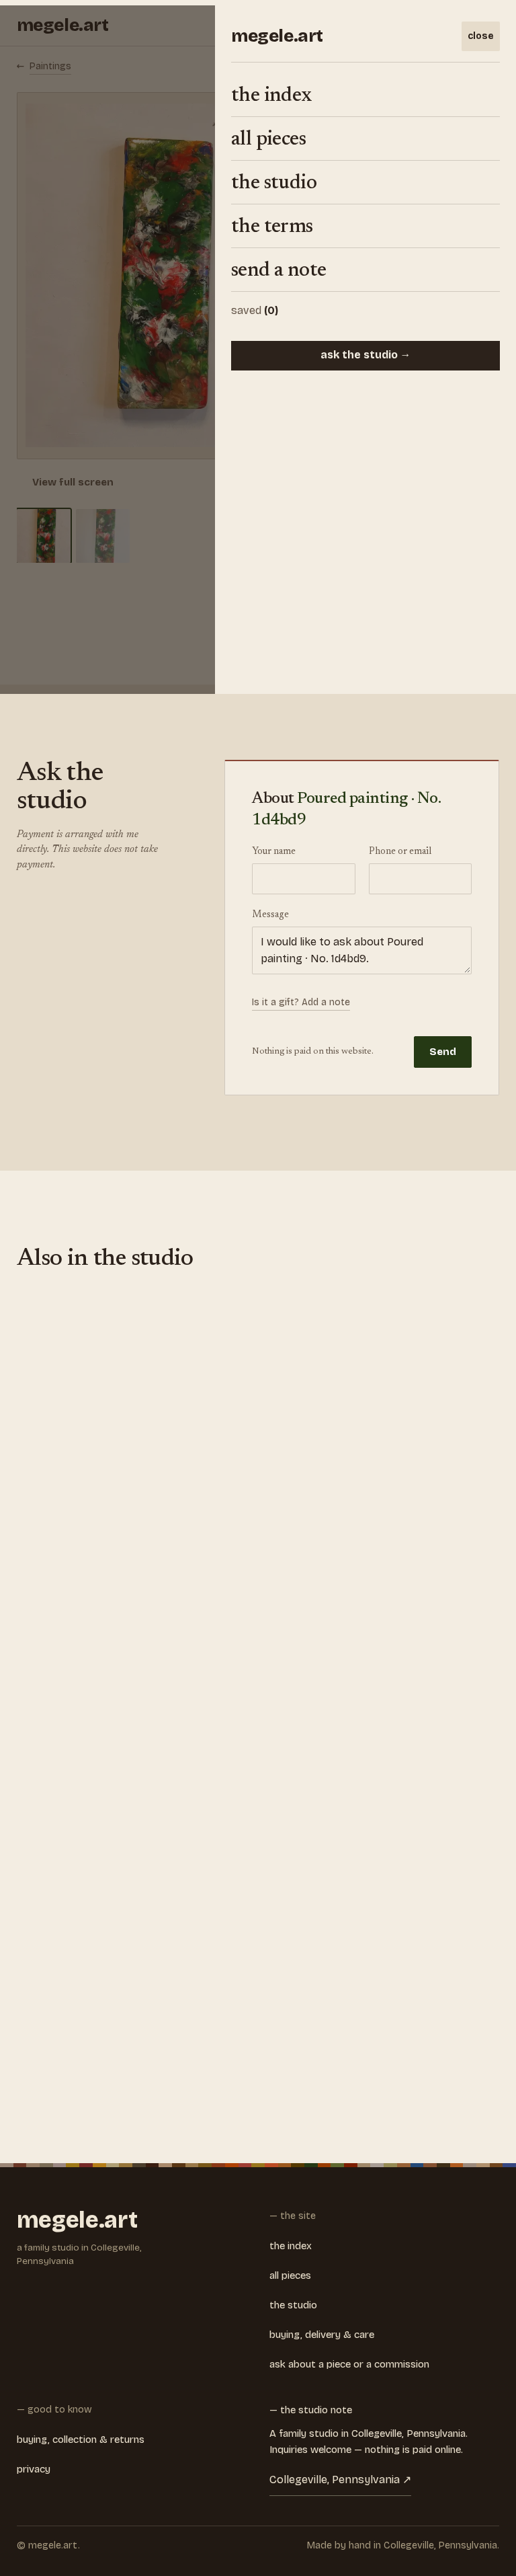 megele.art
← Paintings
View full screen
megele.art
close
the index
all pieces
the studio
the terms
send a note
saved (0)
ask the studio →
Ask the
studio
Payment is arranged with me
directly. This website does not take
payment.
About Poured painting · No.
1d4bd9
Your name
Phone or email
Message
I would like to ask about Poured
painting · No. 1d4bd9.
Is it a gift? Add a note
Nothing is paid on this website.
Send
Also in the studio
megele.art
a family studio in Collegeville,
Pennsylvania
— the site
the index
all pieces
the studio
buying, delivery & care
ask about a piece or a commission
— good to know
buying, collection & returns
privacy
— the studio note
A family studio in Collegeville, Pennsylvania.
Inquiries welcome — nothing is paid online.
Collegeville, Pennsylvania ↗
© megele.art.
Made by hand in Collegeville, Pennsylvania.